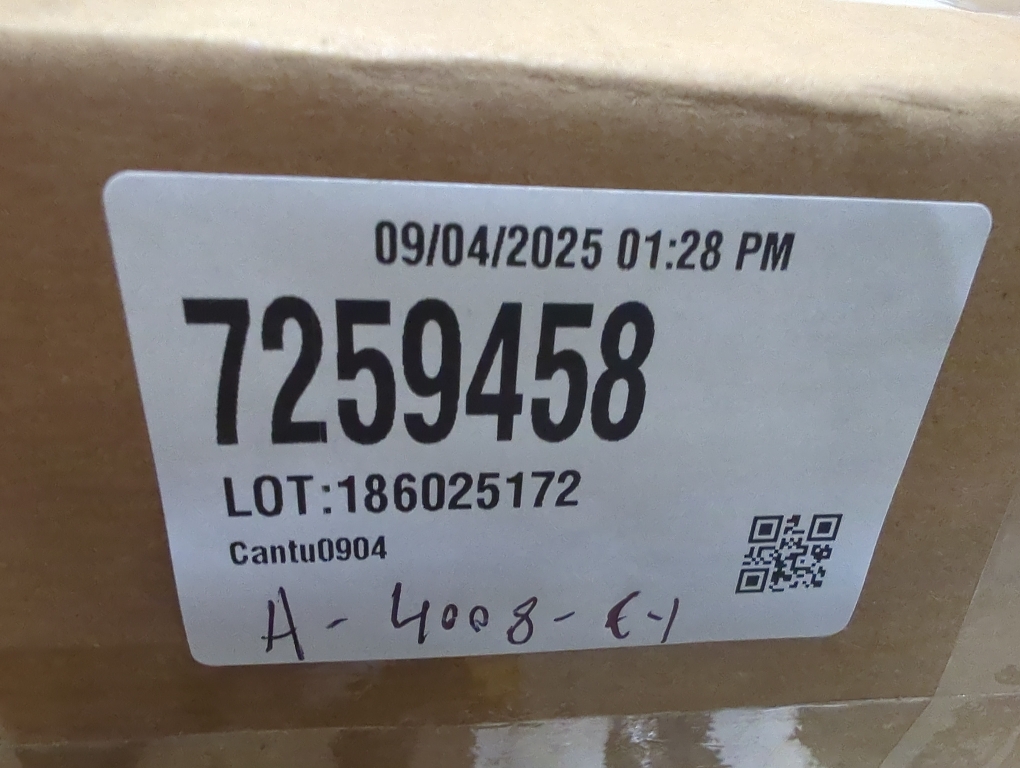 09/04/2025 01:28 PM
7259458
LOT:186025172
Cantu0904
A - 4008 - E-1